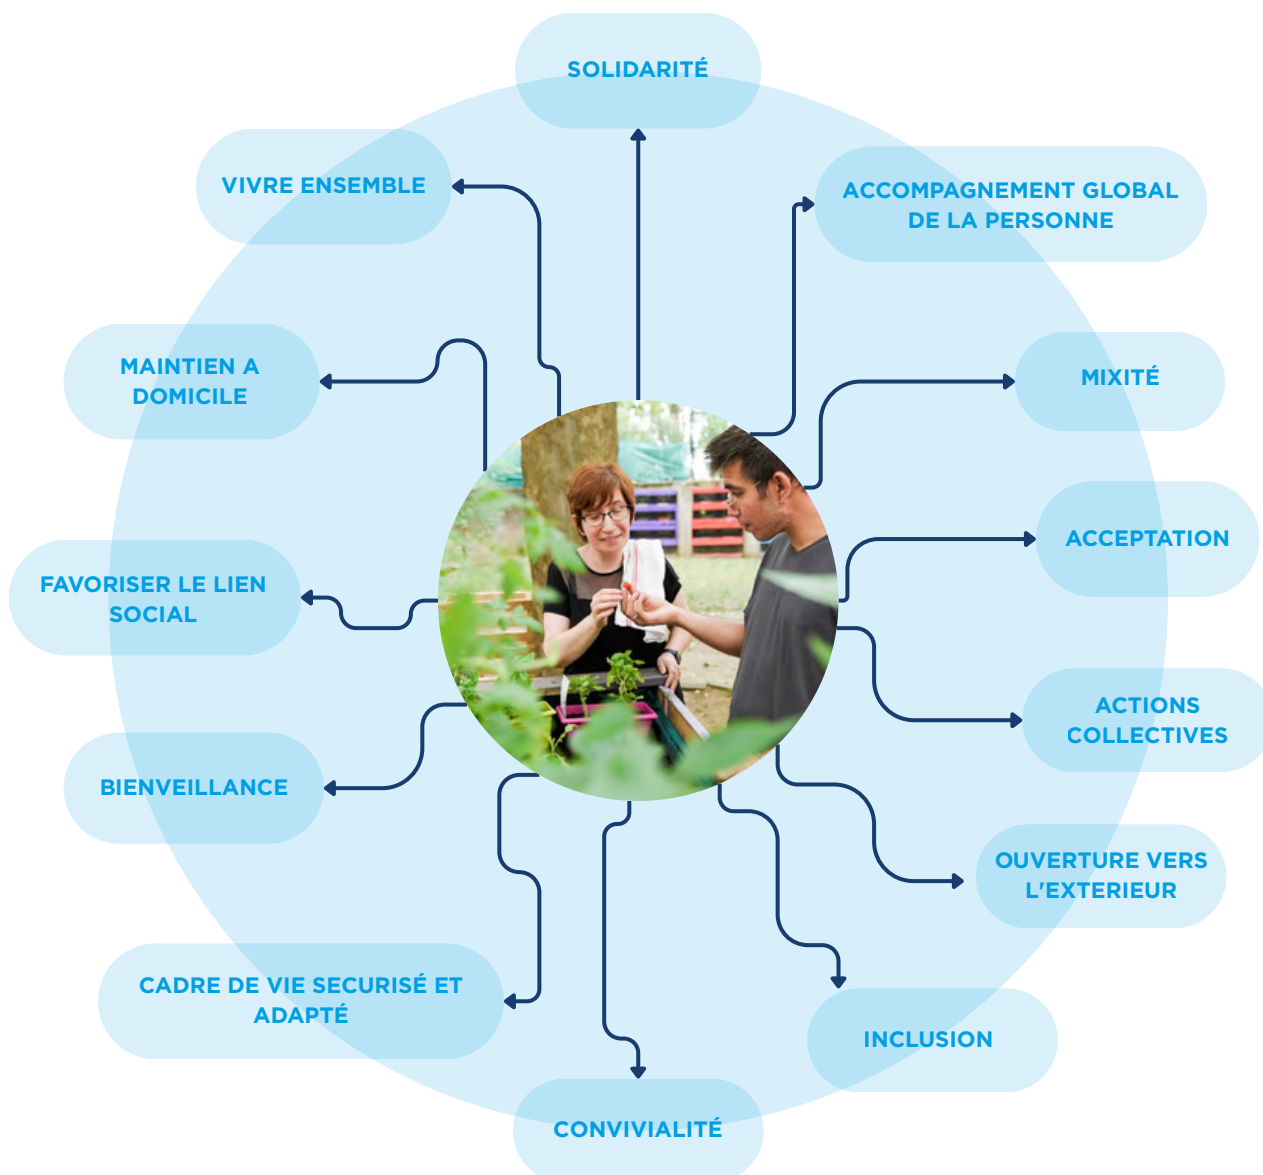 SOLIDARITÉ
VIVRE ENSEMBLE
ACCOMPAGNEMENT GLOBAL
DE LA PERSONNE
MAINTIEN A
DOMICILE
MIXITÉ
ACCEPTATION
FAVORISER LE LIEN
SOCIAL
ACTIONS
COLLECTIVES
BIENVEILLANCE
OUVERTURE VERS
L'EXTERIEUR
CADRE DE VIE SECURISÉ ET
ADAPTÉ
INCLUSION
CONVIVIALITÉ